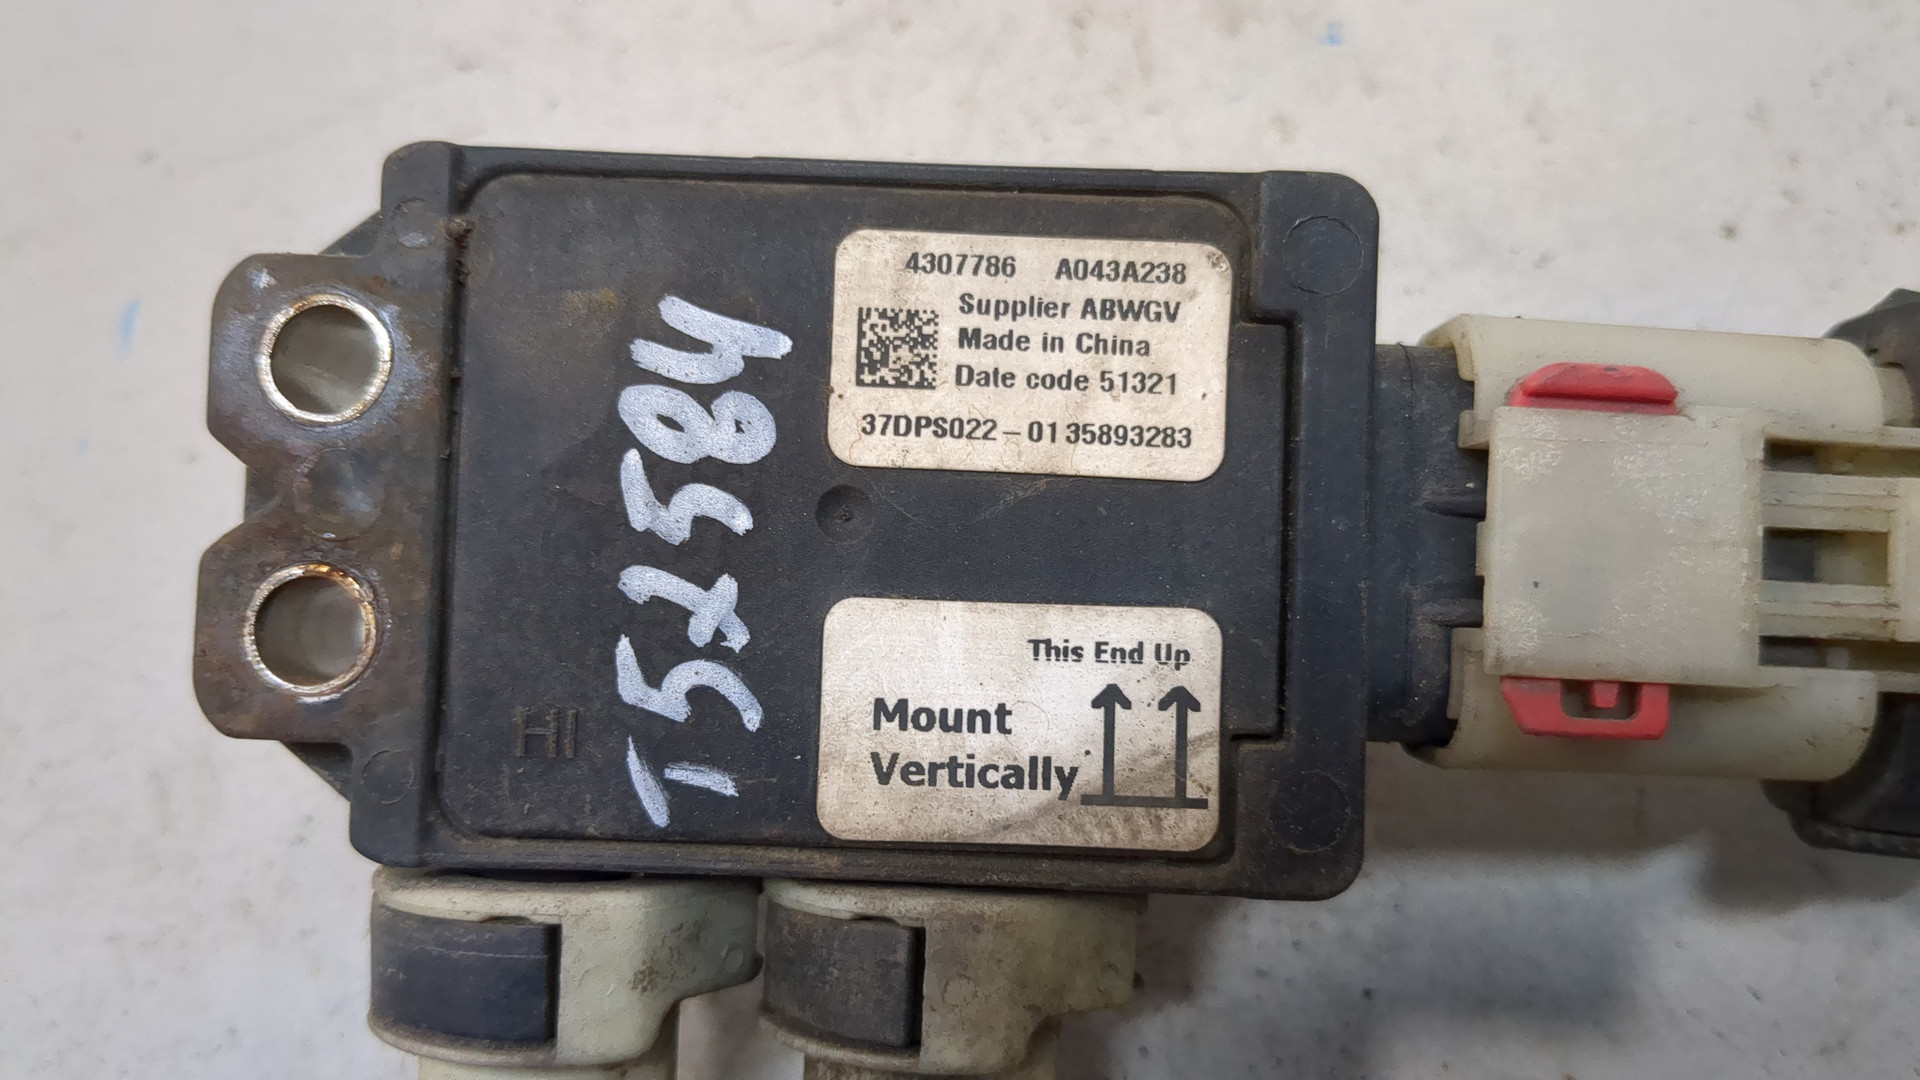 4307786 A043A238
Supplier ABWGV
Made in China
Date code 51321
37DPS022-01 35893283
T51584
This End Up
Mount
Vertically
HI